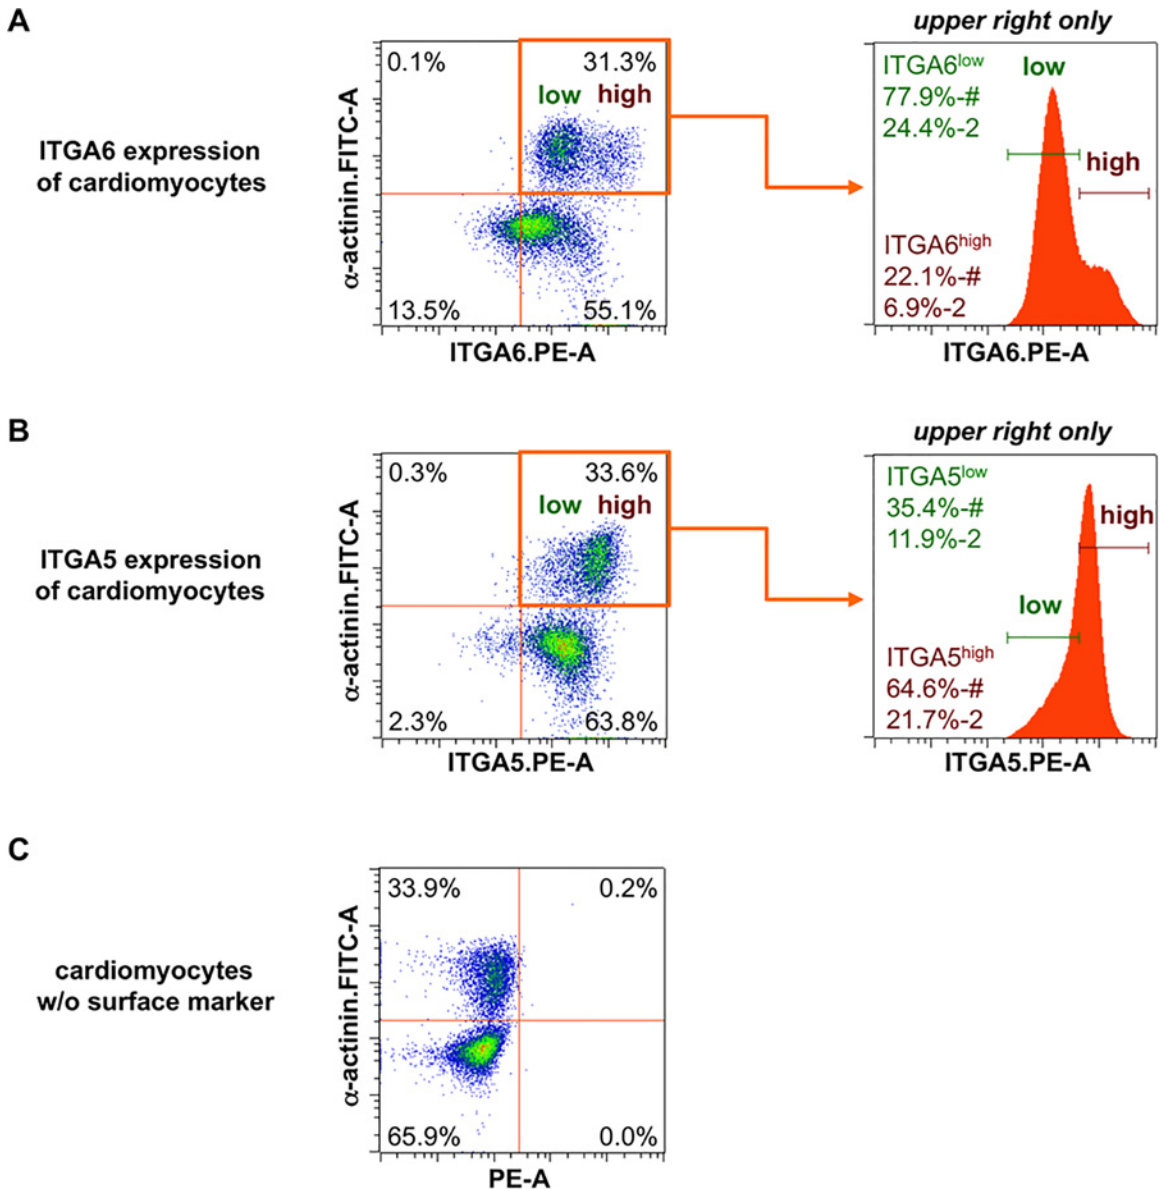 A
upper right only
0.1%
31.3%
low
high
α-actinin.FITC-A
13.5%
55.1%
ITGA6.PE-A
ITGA6 expression
of cardiomyocytes
ITGA6low
77.9%-#
24.4%-2
low
high
ITGA6high
22.1%-#
6.9%-2
ITGA6.PE-A
B
upper right only
0.3%
33.6%
low
high
α-actinin.FITC-A
2.3%
63.8%
ITGA5.PE-A
ITGA5 expression
of cardiomyocytes
ITGA5low
35.4%-#
11.9%-2
high
low
ITGA5high
64.6%-#
21.7%-2
ITGA5.PE-A
C
33.9%
0.2%
α-actinin.FITC-A
cardiomyocytes
w/o surface marker
65.9%
0.0%
PE-A